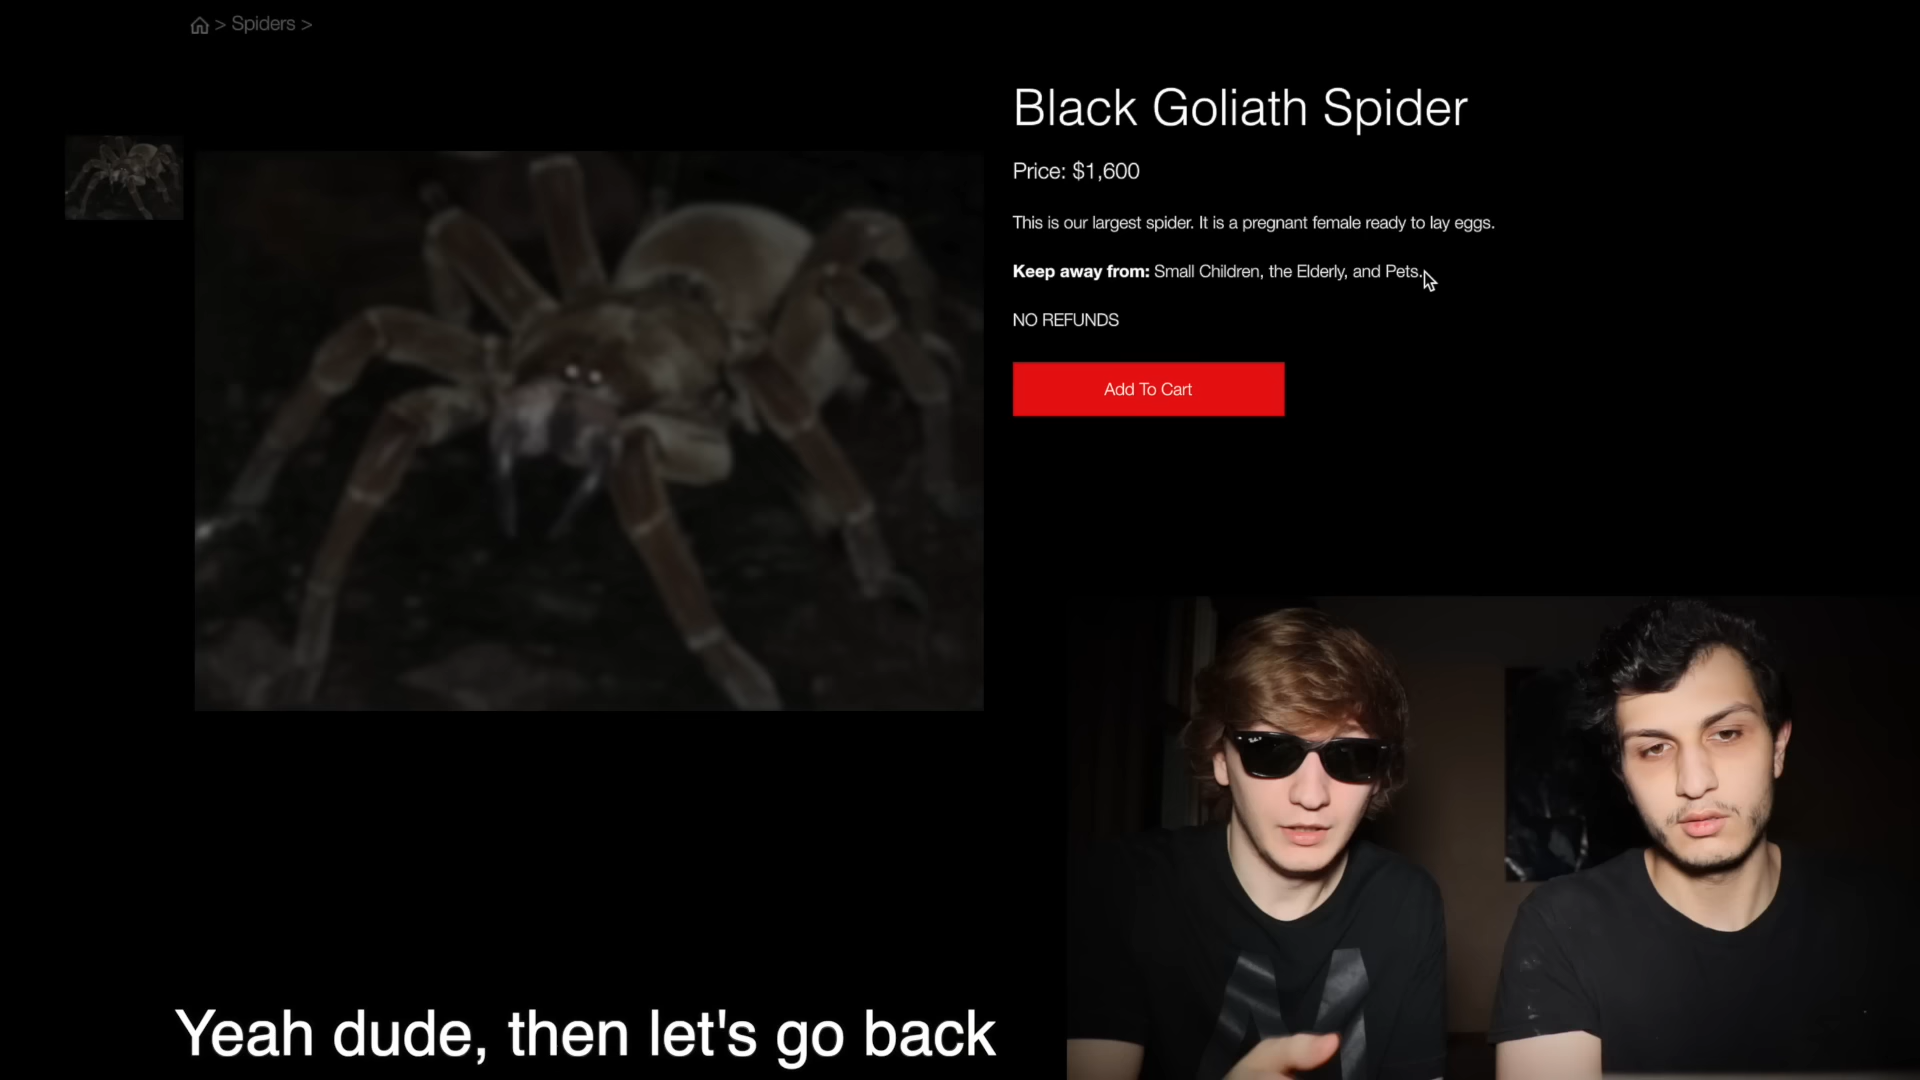 > Spiders >
Black Goliath Spider
Price: $1,600
This is our largest spider. It is a pregnant female ready to lay eggs.
Keep away from: Small Children, the Elderly, and Pets.
NO REFUNDS
Add To Cart
Yeah dude, then let's go back